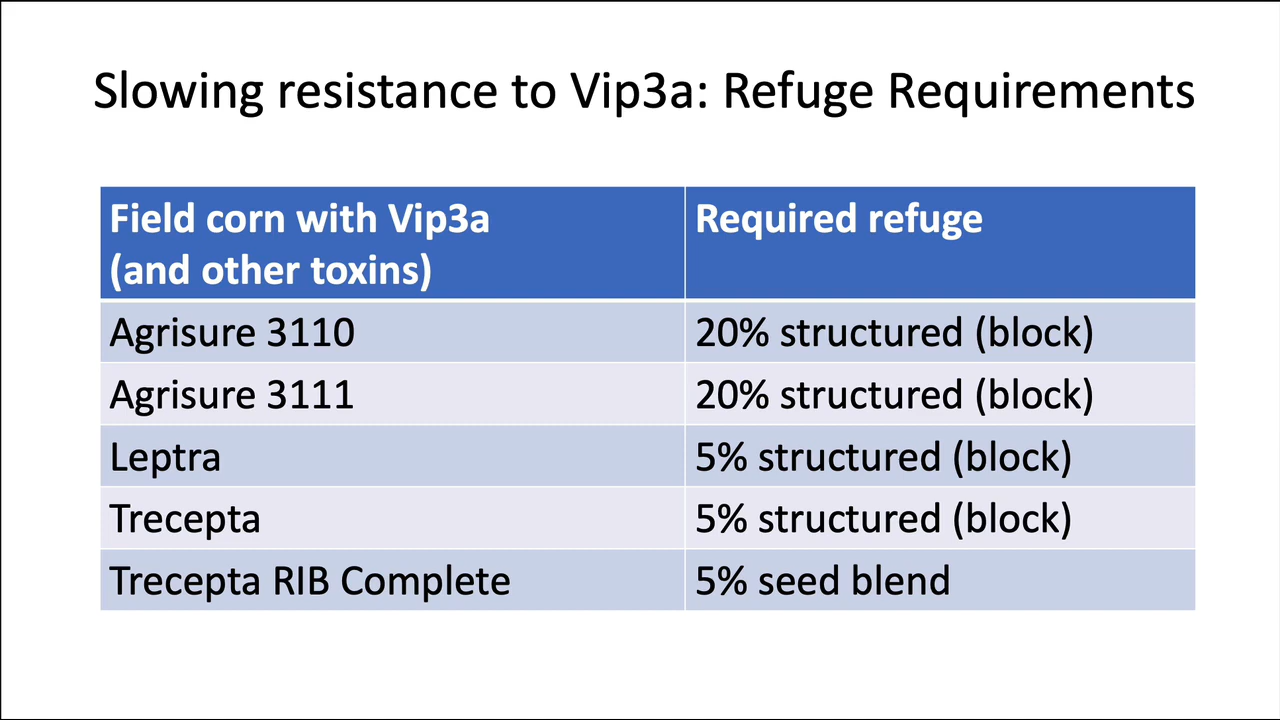 Slowing resistance to Vip3a: Refuge Requirements
Field corn with Vip3a
(and other toxins)
Required refuge
Agrisure 3110
20% structured (block)
Agrisure 3111
20% structured (block)
Leptra
5% structured (block)
Trecepta
5% structured (block)
Trecepta RIB Complete
5% seed blend